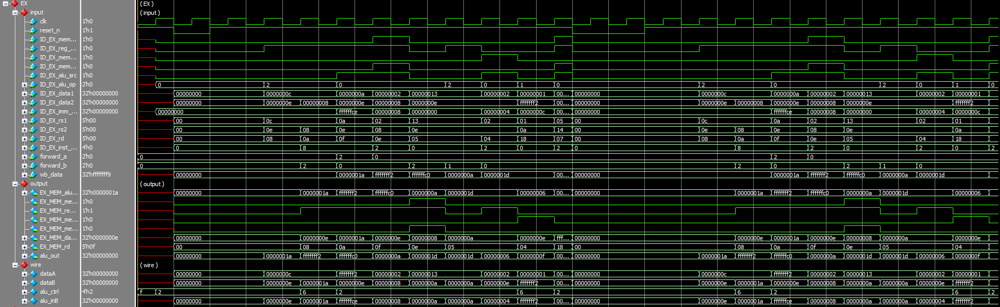 EX (EX)
input (input)
clk 1'h0
reset_n 1'h1
ID_EX_mem... 1'h0
ID_EX_reg_... 1'h0
ID_EX_mem... 1'h0
ID_EX_mem... 1'h0
ID_EX_alu_src 1'h0
ID_EX_alu_op 2'h0 0 2 0 2 0 1 0 2 0 2 0 1 0
ID_EX_data1 32'h00000000 00000000 0000000c 0000000a 00000002 00000013 00000002 00000001 00... 00000000 0000000c 0000000a 00000002 00000013 00000002 00000001
ID_EX_data2 32'h00000000 00000000 0000000e 00000008 0000000e 00000008 0000000e fffffff2 00... 00000000 0000000e 00000008 0000000e 00000008 0000000e fffffff2
ID_EX_imm_... 32'h00000000 00000000 ffffffce 00000008 00000000 00000004 0000000c 00... 00000000 ffffffce 00000008 00000000 00000004 0000000c
ID_EX_rs1 5'h00 00 0c 0a 02 13 02 01 05 00 0c 0a 02 13 02 01
ID_EX_rs2 5'h00 00 0e 08 0e 08 0e 0a 14 00 0e 08 0e 08 0e 0a
ID_EX_rd 5'h00 00 08 0a 0f 0e 05 04 18 07 00 08 0a 0f 0e 05 04 18
ID_EX_inst_... 4'h0 0 8 2 0 2 0 2 0 8 2 0 2 0 2
forward_a 2'h0 0 2 0 2 0
forward_b 2'h0 0 2 0 2 1 0 2 0 2 1 0
wb_data 32'hfffffff9 00000000 0000001a fffffff2 ffffffc0 0000000a 0000001d 00... 00000000 0000001a fffffff2 ffffffc0 0000000a 0000001d
output (output)
EX_MEM_alu... 32'h0000001a 00000000 0000001a fffffff2 ffffffc0 0000000a 0000001d 00000006 00... 00000000 0000001a fffffff2 ffffffc0 0000000a 0000001d 00000006
EX_MEM_me... 1'h0
EX_MEM_re... 1'h1
EX_MEM_me... 1'h0
EX_MEM_me... 1'h0
EX_MEM_da... 32'h0000000e 00000000 0000000e 0000001a 0000000e 00000008 0000000a 0000000e ffff... 00000000 0000000e 0000001a 0000000e 00000008 0000000a 0000000e
EX_MEM_rd 5'h0f 00 08 0a 0f 0e 05 04 18 00 08 0a 0f 0e 05 04
alu_out 32'h00000000 00000000 0000001a fffffff2 ffffffc0 0000000a 0000001d 0000001d 00000006 0000000f 00... 00000000 0000001a fffffff2 ffffffc0 0000000a 0000001d 0000001d 00000006 0000000f
wire (wire)
dataA 32'h00000000 00000000 0000000c fffffff2 00000002 00000013 00000002 00000001 00... 00000000 0000000c fffffff2 00000002 00000013 00000002 00000001
dataB 32'h00000000 00000000 0000000e 0000001a 0000000e 00000008 0000000a 0000000a 0000000e fffffff2 00... 00000000 0000000e 0000001a 0000000e 00000008 0000000a 0000000a 0000000e fffffff2
alu_ctrl 4'h2 f 2 6 2 6 2 6 2 6 2
alu_inB 32'h00000000 00000000 0000000e 0000001a ffffffce 00000008 0000000a 0000000a 00000004 fffffff2 00... 00000000 0000000e 0000001a ffffffce 00000008 0000000a 0000000a 00000004 fffffff2